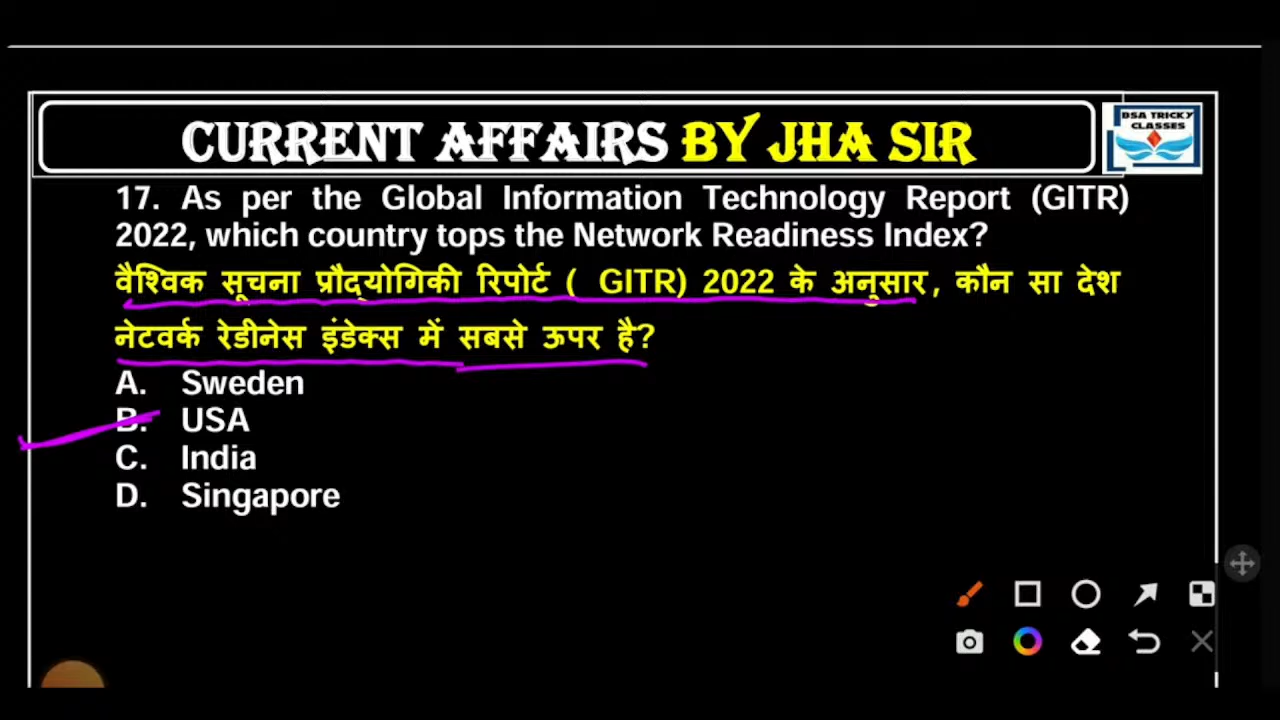 CURRENT AFFAIRS BY JHA SIR
BSA TRICKY
CLASSES
17. As per the Global Information Technology Report (GITR)
2022, which country tops the Network Readiness Index?
वैश्विक सूचना प्रौद्योगिकी रिपोर्ट ( GITR) 2022 के अनुसार, कौन सा देश
नेटवर्क रेडीनेस इंडेक्स में सबसे ऊपर है?
A. Sweden
B. USA
C. India
D. Singapore